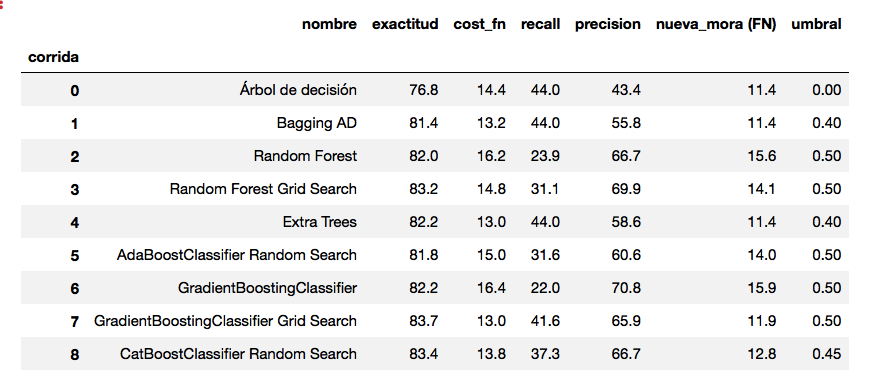 nombre exactitud cost_fn recall precision nueva_mora (FN) umbral
corrida
0 Árbol de decisión 76.8 14.4 44.0 43.4 11.4 0.00
1 Bagging AD 81.4 13.2 44.0 55.8 11.4 0.40
2 Random Forest 82.0 16.2 23.9 66.7 15.6 0.50
3 Random Forest Grid Search 83.2 14.8 31.1 69.9 14.1 0.50
4 Extra Trees 82.2 13.0 44.0 58.6 11.4 0.40
5 AdaBoostClassifier Random Search 81.8 15.0 31.6 60.6 14.0 0.50
6 GradientBoostingClassifier 82.2 16.4 22.0 70.8 15.9 0.50
7 GradientBoostingClassifier Grid Search 83.7 13.0 41.6 65.9 11.9 0.50
8 CatBoostClassifier Random Search 83.4 13.8 37.3 66.7 12.8 0.45